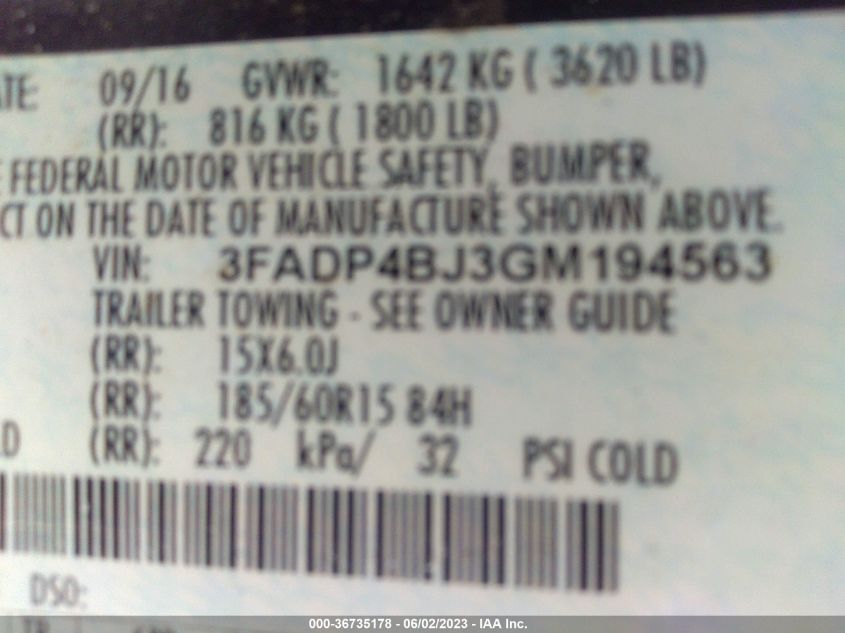 ATE: 09/16 GVWR: 1642 KG ( 3620 LB)
(RR): 816 KG ( 1800 LB)
E FEDERAL MOTOR VEHICLE SAFETY, BUMPER,
CT ON THE DATE OF MANUFACTURE SHOWN ABOVE.
VIN: 3FADP4BJ3GM194563
TRAILER TOWING - SEE OWNER GUIDE
(RR): 15X6.0J
(RR): 185/60R15 84H
D (RR): 220 kPa/ 32 PSI COLD
DSO:
000-36735178 - 06/02/2023 - IAA Inc.